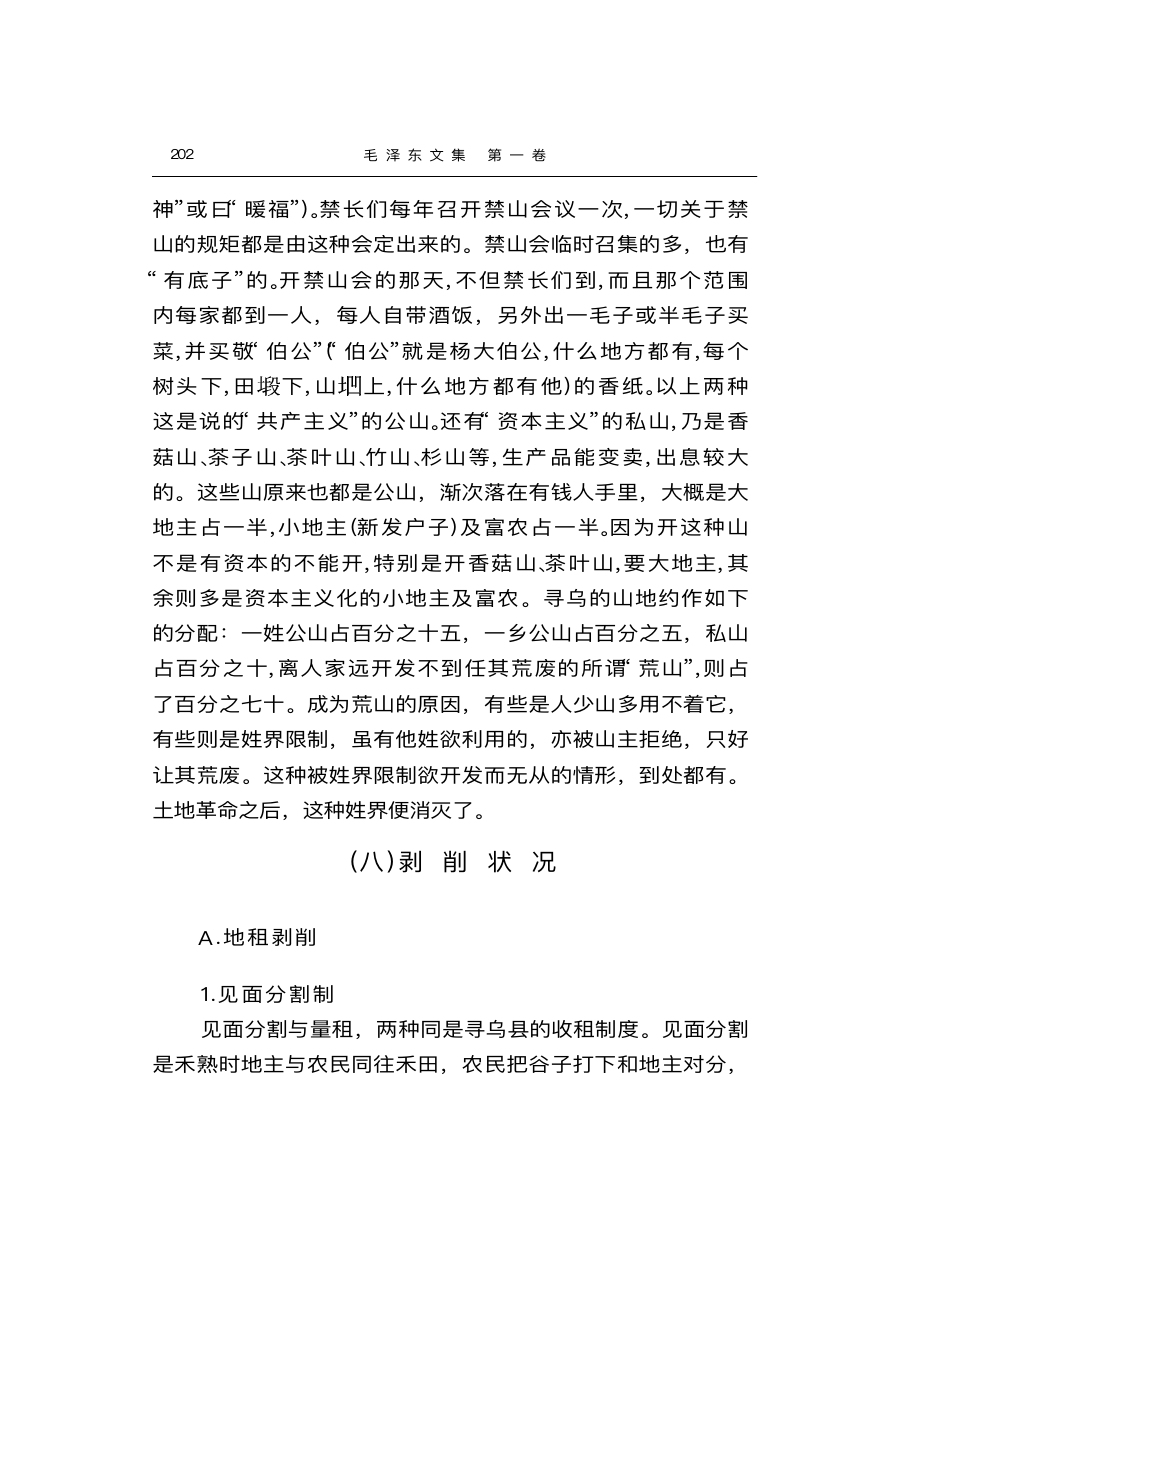 202 毛泽东文集 第一卷
神”或曰“暖福”)。禁长们每年召开禁山会议一次,一切关于禁
山的规矩都是由这种会定出来的。禁山会临时召集的多，也有
“有底子”的。开禁山会的那天,不但禁长们到,而且那个范围
内每家都到一人，每人自带酒饭，另外出一毛子或半毛子买
菜,并买敬“伯公”(“伯公”就是杨大伯公,什么地方都有,每个
树头下,田塅下,山𡉏上,什么地方都有他)的香纸。以上两种
这是说的“共产主义”的公山。还有“资本主义”的私山,乃是香
菇山、茶子山、茶叶山、竹山、杉山等,生产品能变卖,出息较大
的。这些山原来也都是公山，渐次落在有钱人手里，大概是大
地主占一半,小地主(新发户子)及富农占一半。因为开这种山
不是有资本的不能开,特别是开香菇山、茶叶山,要大地主,其
余则多是资本主义化的小地主及富农。寻乌的山地约作如下
的分配：一姓公山占百分之十五，一乡公山占百分之五，私山
占百分之十,离人家远开发不到任其荒废的所谓“荒山”,则占
了百分之七十。成为荒山的原因，有些是人少山多用不着它，
有些则是姓界限制，虽有他姓欲利用的，亦被山主拒绝，只好
让其荒废。这种被姓界限制欲开发而无从的情形，到处都有。
土地革命之后，这种姓界便消灭了。
(八)剥削状况
A.地租剥削
1.见面分割制
见面分割与量租，两种同是寻乌县的收租制度。见面分割
是禾熟时地主与农民同往禾田，农民把谷子打下和地主对分，